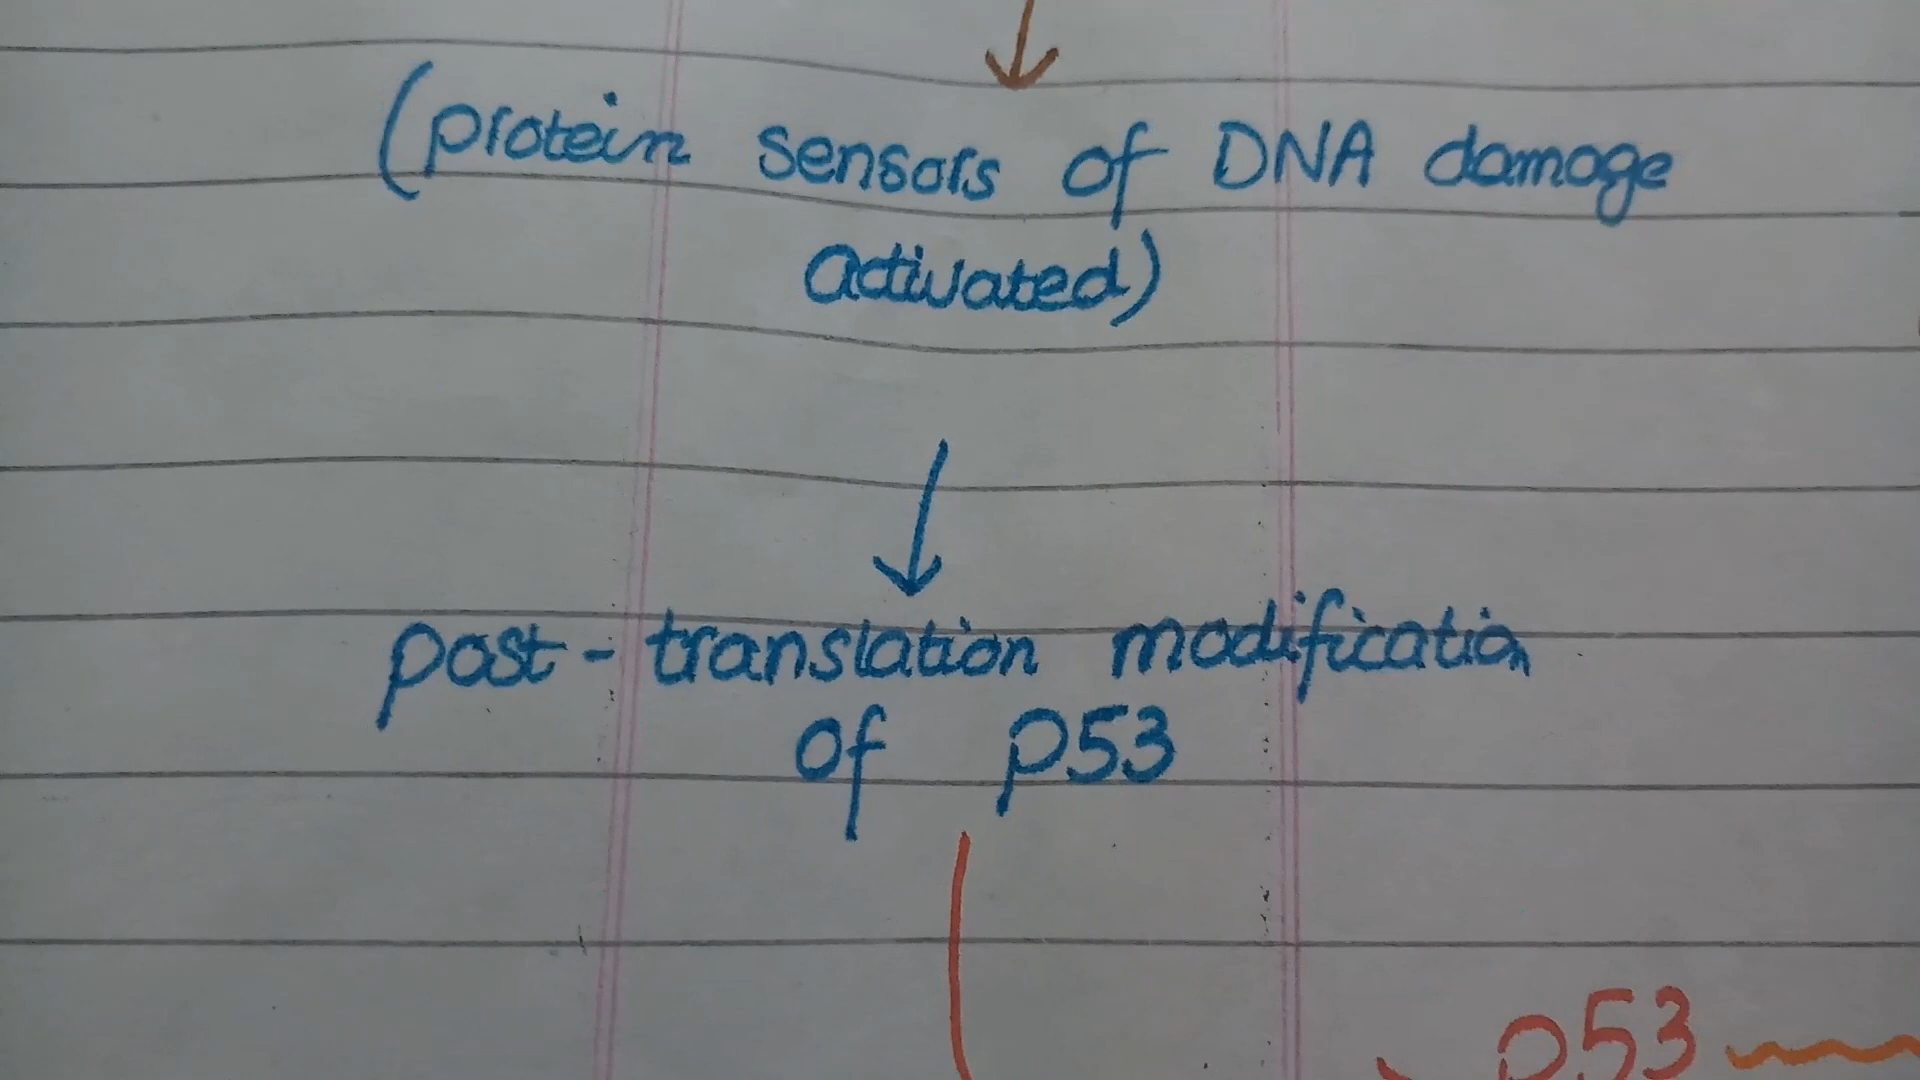 (protein sensors of DNA damage
activated)
post-translation modification
of p53
p53